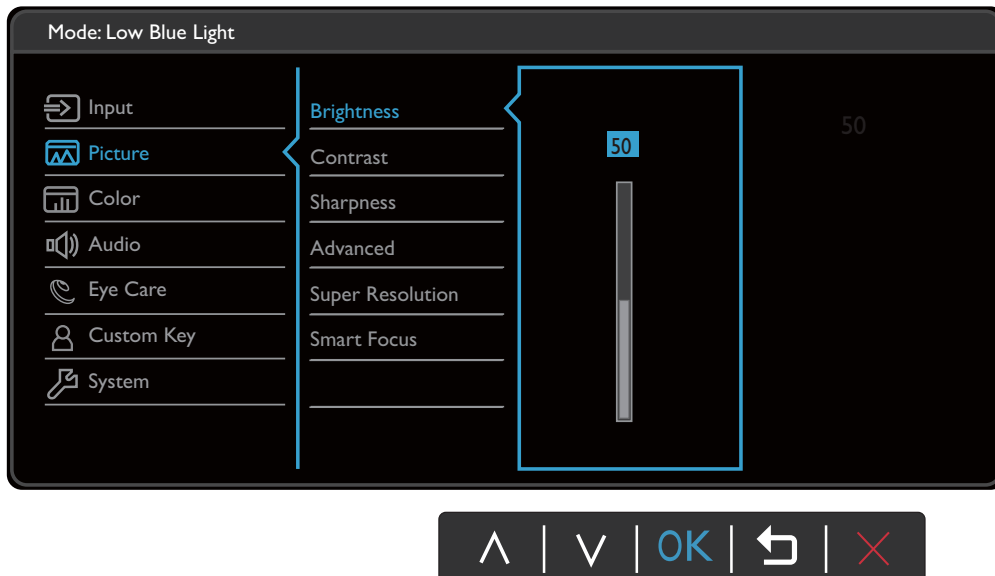 Mode: Low Blue Light
Input
Picture
Color
Audio
Eye Care
Custom Key
System
Brightness
Contrast
Sharpness
Advanced
Super Resolution
Smart Focus
50
50
OK